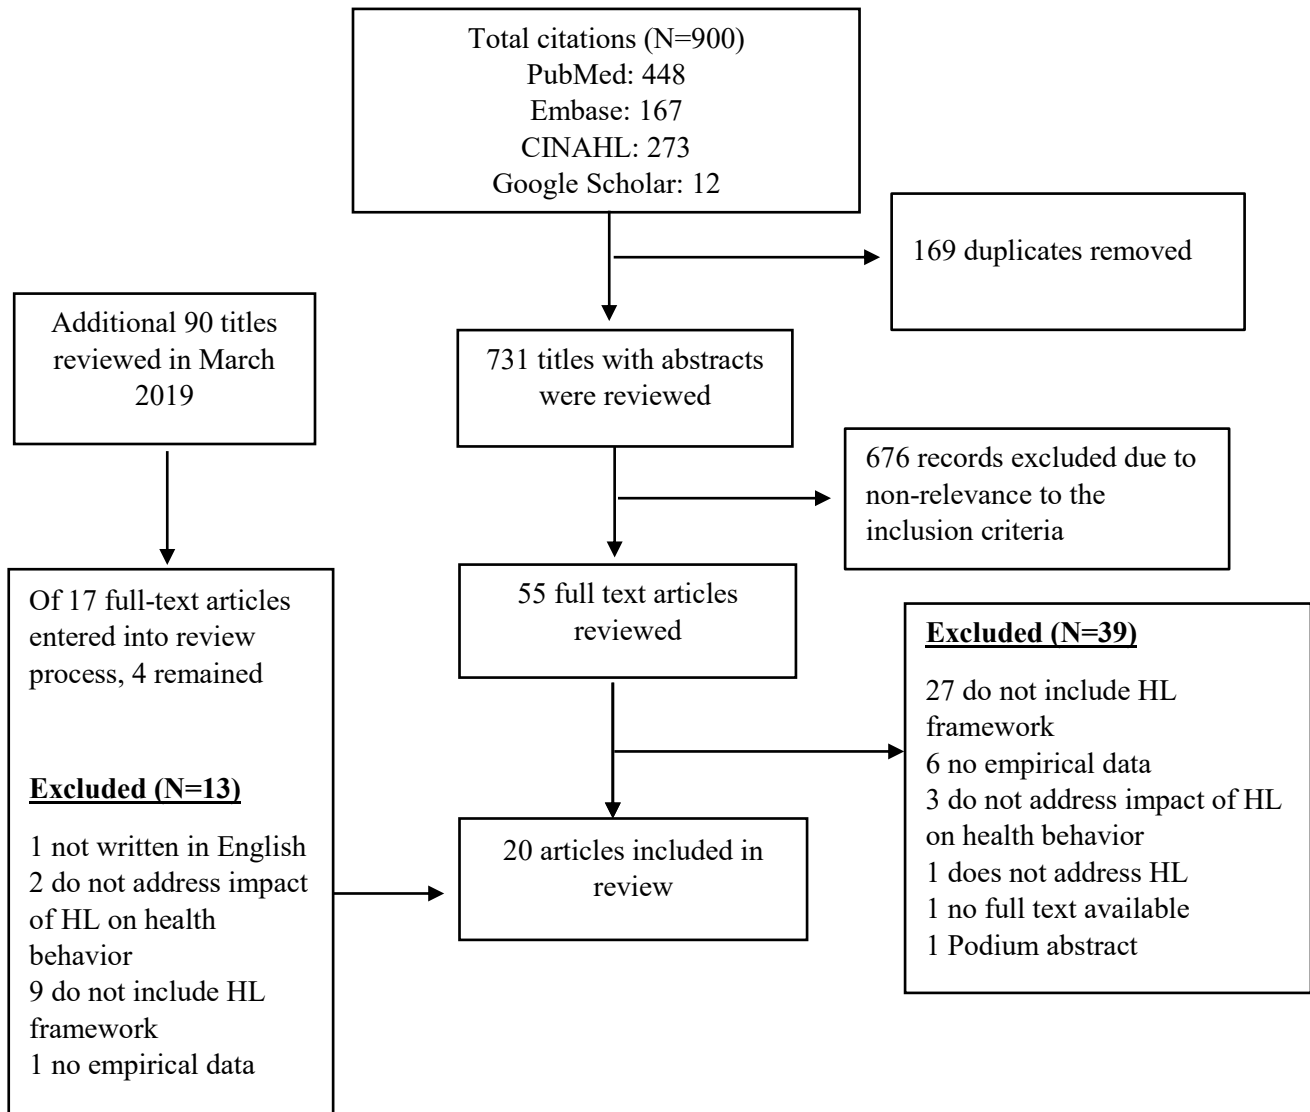 Total citations (N=900)
PubMed: 448
Embase: 167
CINAHL: 273
Google Scholar: 12
169 duplicates removed
Additional 90 titles
reviewed in March
2019
731 titles with abstracts
were reviewed
676 records excluded due to
non-relevance to the
inclusion criteria
Of 17 full-text articles
entered into review
process, 4 remained
Excluded (N=13)
1 not written in English
2 do not address impact
of HL on health
behavior
9 do not include HL
framework
1 no empirical data
55 full text articles
reviewed
Excluded (N=39)
27 do not include HL
framework
6 no empirical data
3 do not address impact of HL
on health behavior
1 does not address HL
1 no full text available
1 Podium abstract
20 articles included in
review